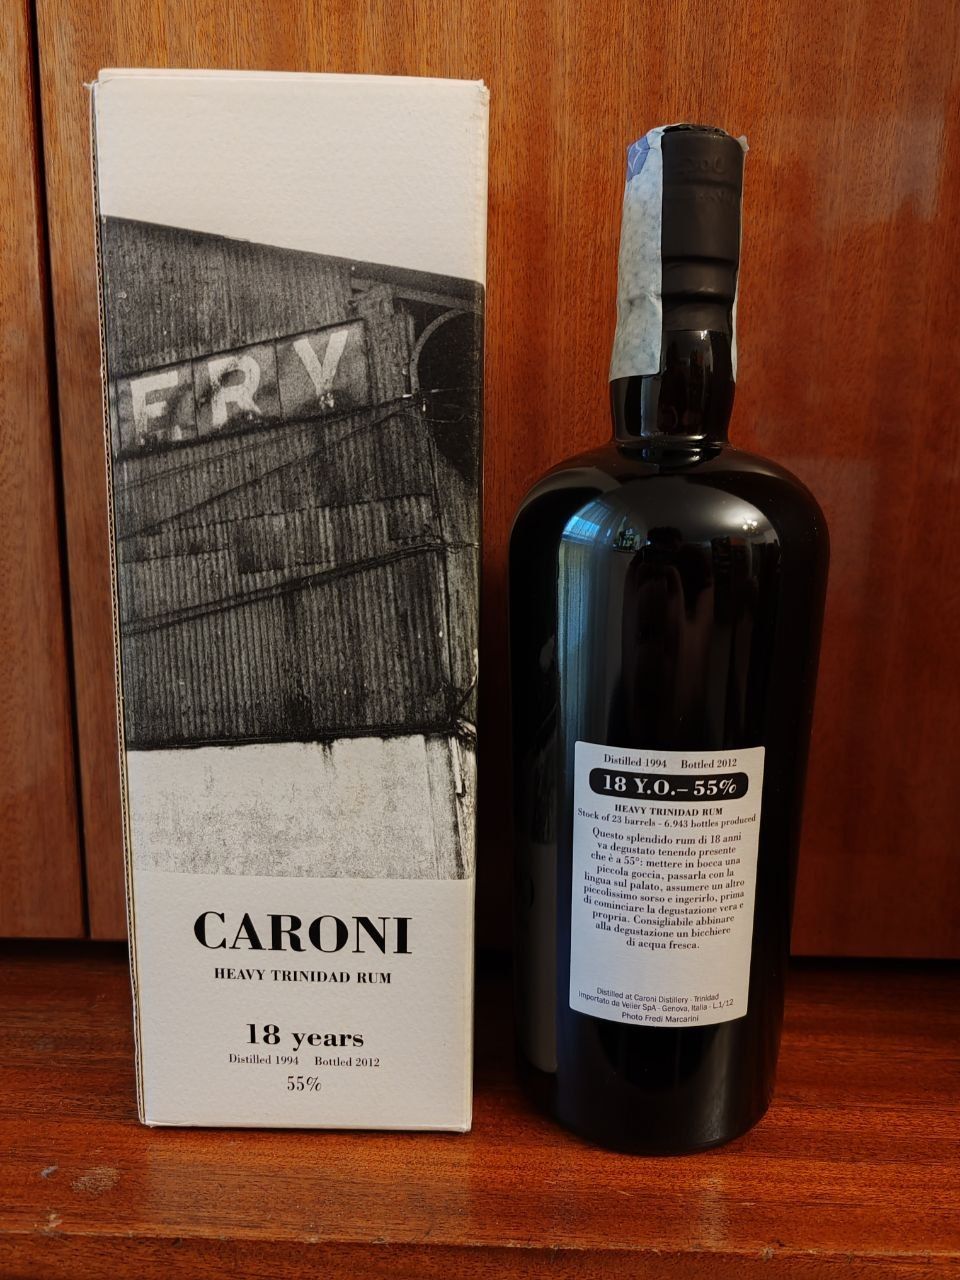 ERY
CARONI
HEAVY TRINIDAD RUM
18 years
Distilled 1994 Bottled 2012
55%
Distilled 1994 Bottled 2012
18 Y.O.– 55%
HEAVY TRINIDAD RUM
Stock of 23 barrels - 6.943 bottles produced
Questo splendido rum di 18 anni
va degustato tenendo presente
che è a 55°: mettere in bocca una
piccola goccia, passarla con la
lingua sul palato, assumere un altro
piccolissimo sorso e ingerirlo, prima
di cominciare la degustazione vera e
propria. Consigliabile abbinare
alla degustazione un bicchiere
di acqua fresca.
Distilled at Caroni Distillery - Trinidad
Importato da Velier SpA - Genova, Italia - L.1/12
Photo Fredi Marcarini